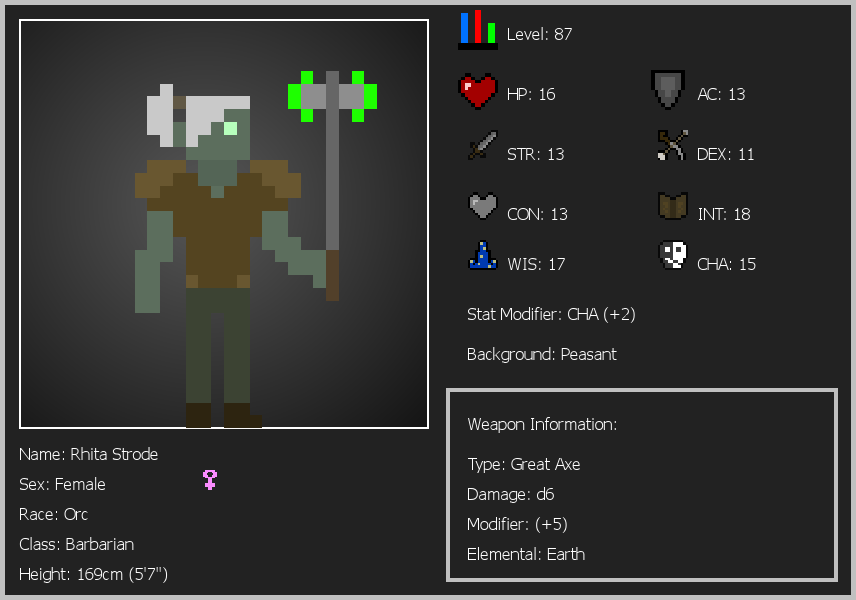 Level: 87
HP: 16
AC: 13
STR: 13
DEX: 11
CON: 13
INT: 18
WIS: 17
CHA: 15
Stat Modifier: CHA (+2)
Background: Peasant
Weapon Information:
Type: Great Axe
Damage: d6
Modifier: (+5)
Elemental: Earth
Name: Rhita Strode
Sex: Female
Race: Orc
Class: Barbarian
Height: 169cm (5'7")